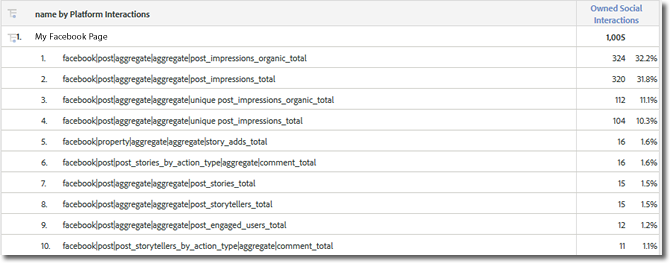 name by Platform Interactions Owned Social Interactions
1. My Facebook Page 1,005
1. facebook|post|aggregate|aggregate|post_impressions_organic_total 324 32.2%
2. facebook|post|aggregate|aggregate|post_impressions_total 320 31.8%
3. facebook|post|aggregate|aggregate|unique post_impressions_organic_total 112 11.1%
4. facebook|post|aggregate|aggregate|unique post_impressions_total 104 10.3%
5. facebook|property|aggregate|aggregate|story_adds_total 16 1.6%
6. facebook|post|post_stories_by_action_type|aggregate|comment_total 16 1.6%
7. facebook|post|aggregate|aggregate|post_stories_total 15 1.5%
8. facebook|post|aggregate|aggregate|post_storytellers_total 15 1.5%
9. facebook|post|aggregate|aggregate|post_engaged_users_total 12 1.2%
10. facebook|post|post_storytellers_by_action_type|aggregate|comment_total 11 1.1%